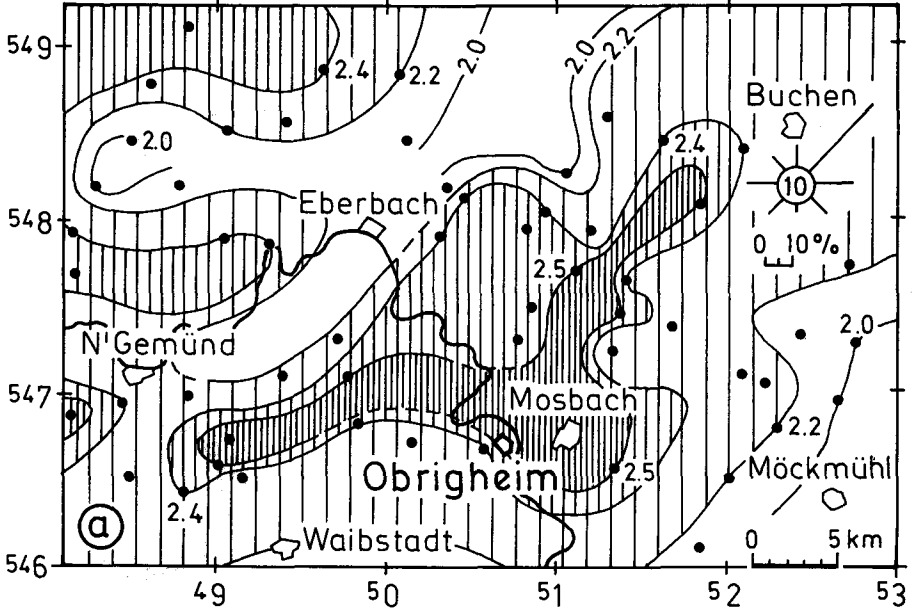 549
2.4
2.2
2.0
2.0
2.2
Buchen
2.0
2.4
10
Eberbach
548
0 10%
2.5
N'Gemünd
2.0
547
Mosbach
2.2
Obrigheim
2.5
Möckmühl
2.4
a
Waibstadt
0 5km
546
49 50 51 52 53